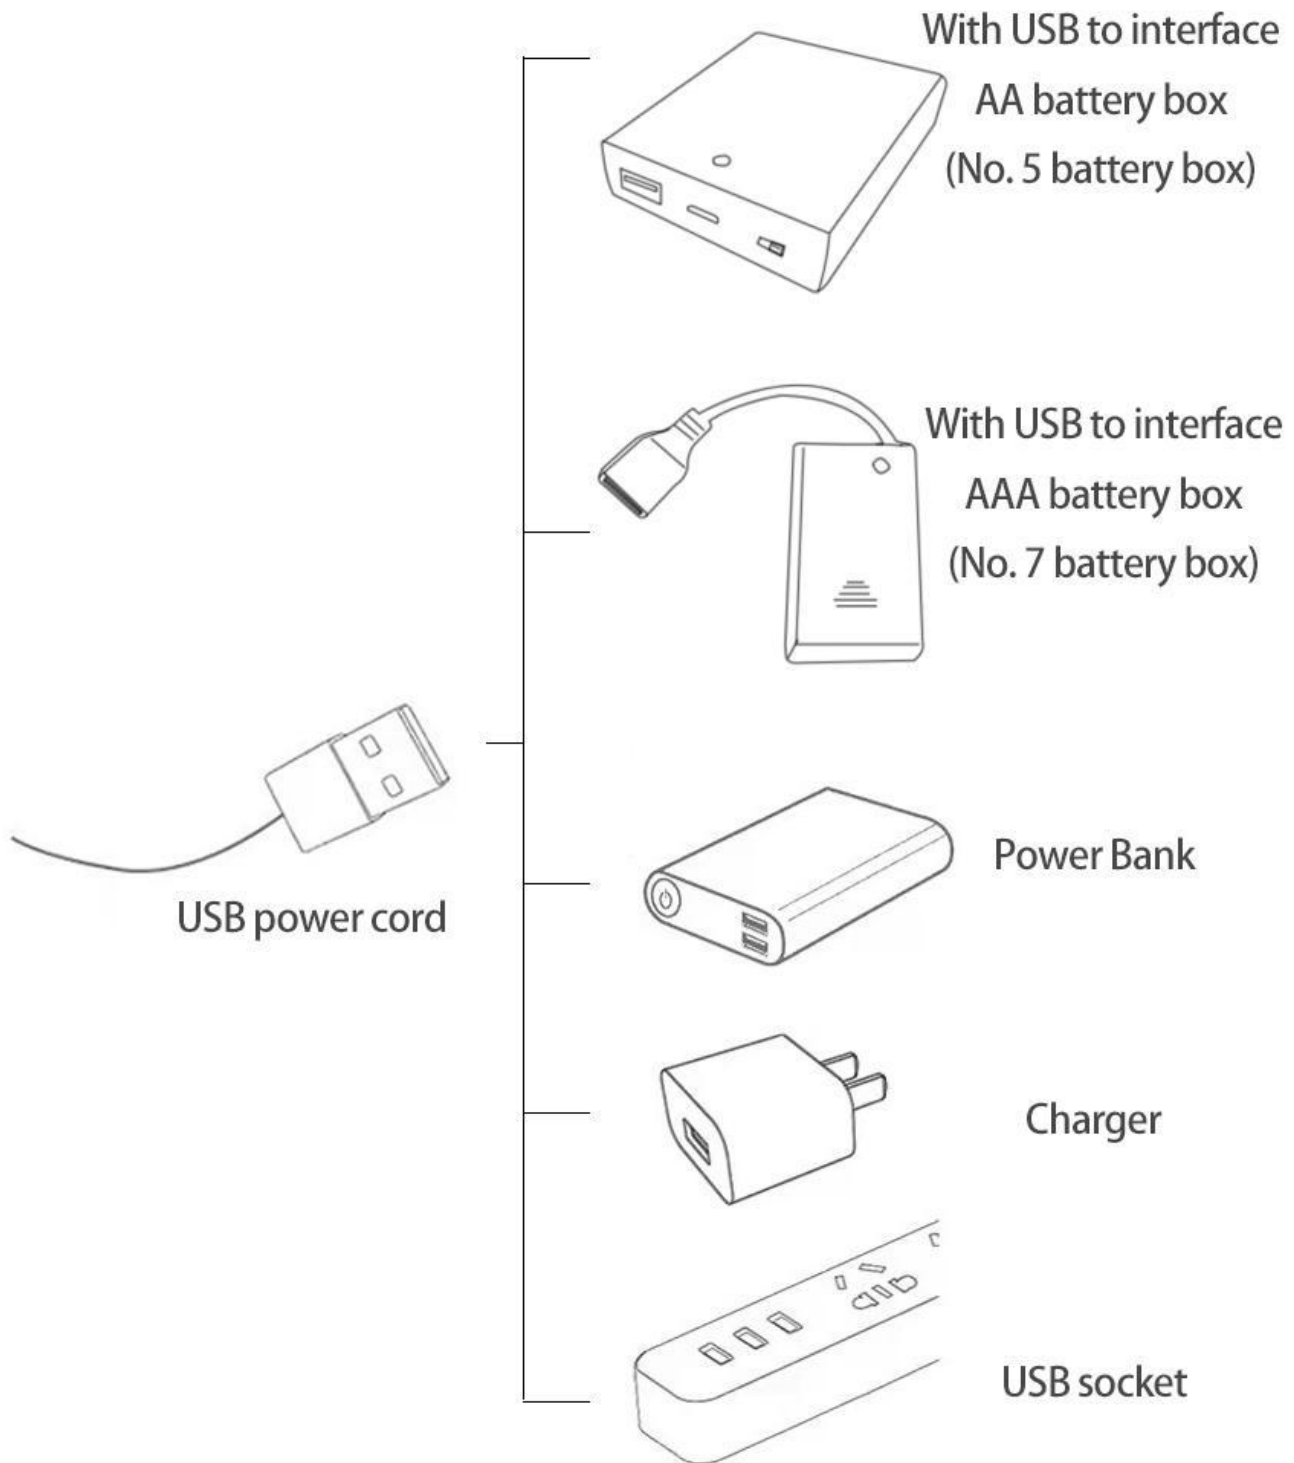 With USB to interface
AA battery box
(No. 5 battery box)
With USB to interface
AAA battery box
(No. 7 battery box)
Power Bank
USB power cord
Charger
USB socket